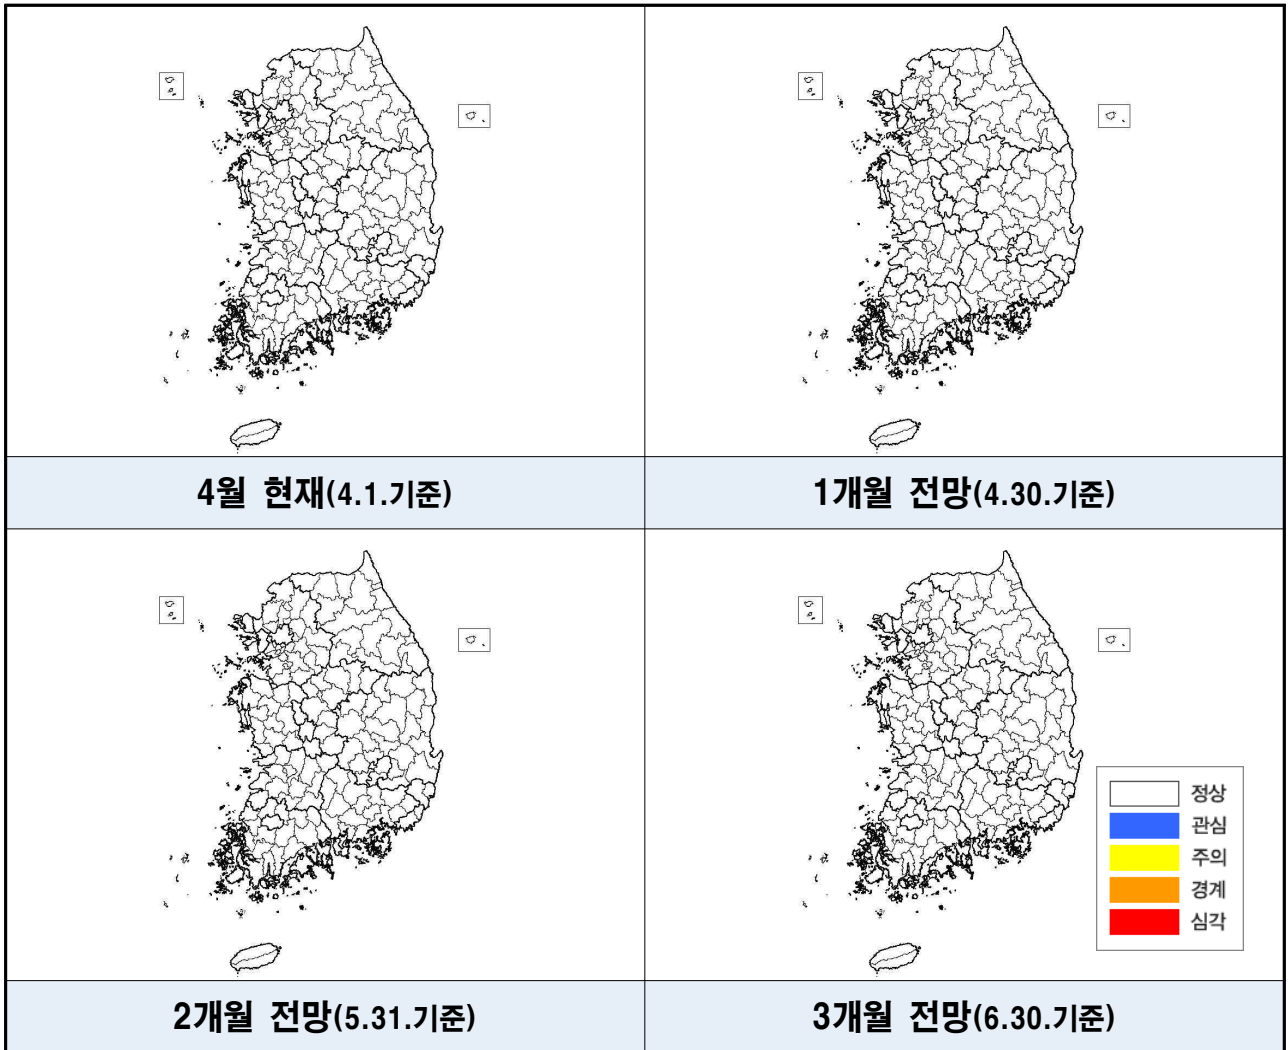 4월 현재(4.1.기준)
1개월 전망(4.30.기준)
정상
관심
주의
경계
심각
2개월 전망(5.31.기준)
3개월 전망(6.30.기준)